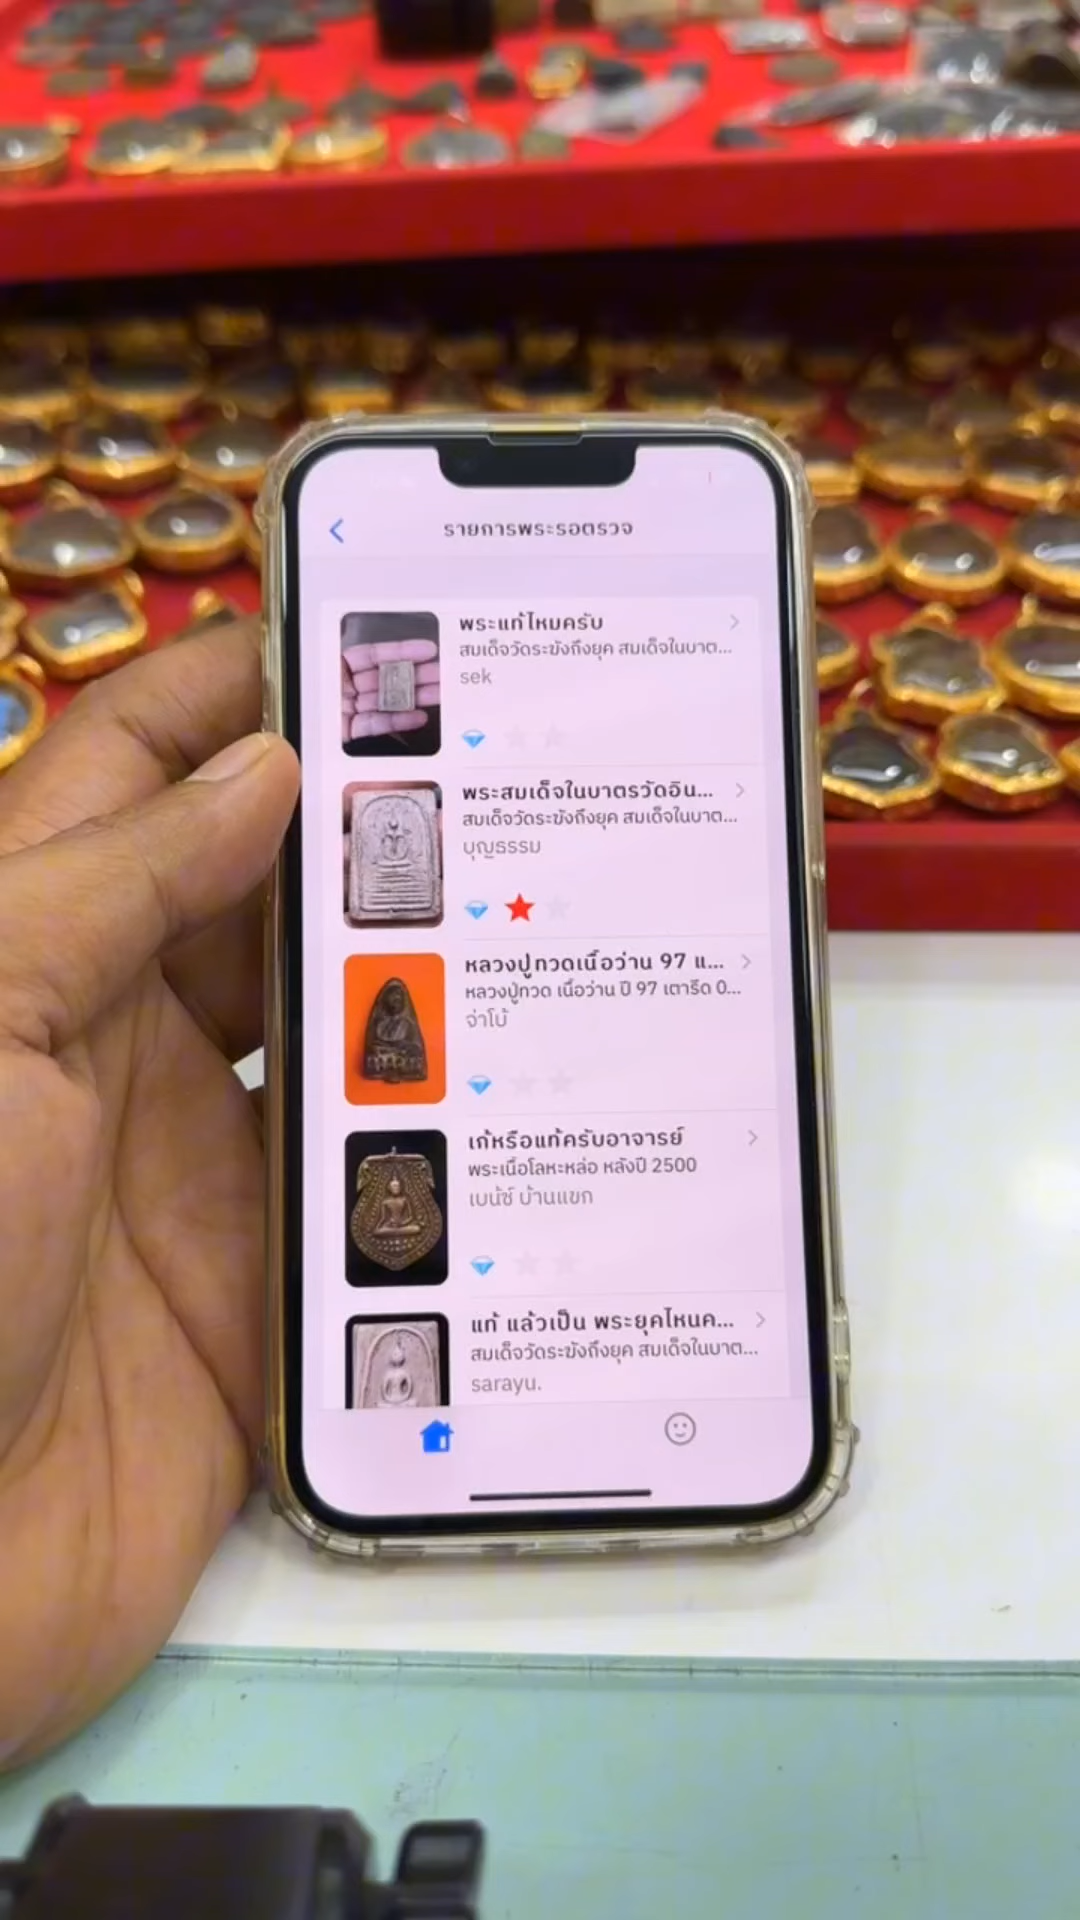 รายการพระรอตรวจ
พระแท้ไหมครับ
สมเด็จวัดระฆังถึงยุค สมเด็จในบาต...
sek
พระสมเด็จในบาตรวัดอิน...
สมเด็จวัดระฆังถึงยุค สมเด็จในบาต...
บุญธรรม
หลวงปู่ทวดเนื้อว่าน 97 แ...
หลวงปู่ทวด เนื้อว่าน ปี 97 เตารีด 0...
จ่าโบ้
เก๊หรือแท้ครับอาจารย์
พระเนื้อโลหะหล่อ หลังปี 2500
เบนซ์ บ้านแขก
แท้ แล้วเป็น พระยุคไหนค...
สมเด็จวัดระฆังถึงยุค สมเด็จในบาต...
sarayu.